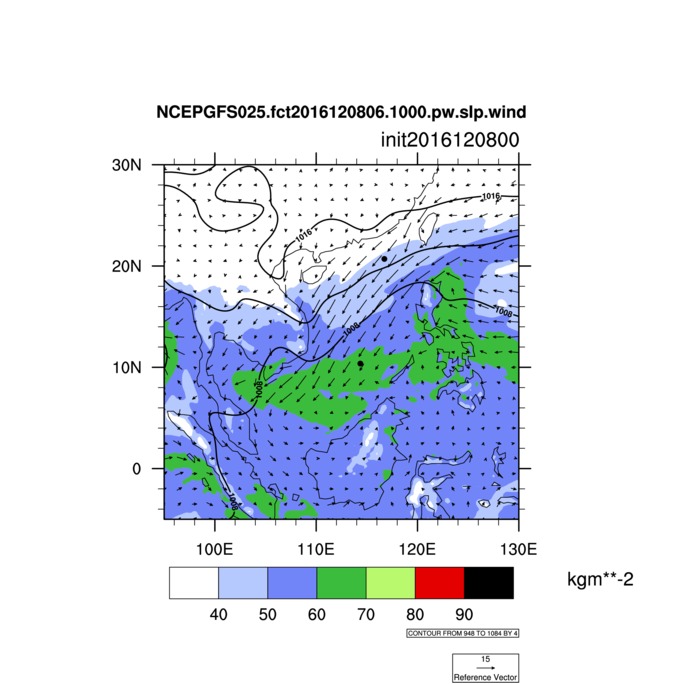 NCEPGFS025.fct2016120806.1000.pw.slp.wind
init2016120800
30N
20N
10N
0
1016
1016
1008
1008
1008
1008
100E
110E
120E
130E
40
50
60
70
80
90
kgm**-2
CONTOUR FROM 948 TO 1084 BY 4
15
Reference Vector